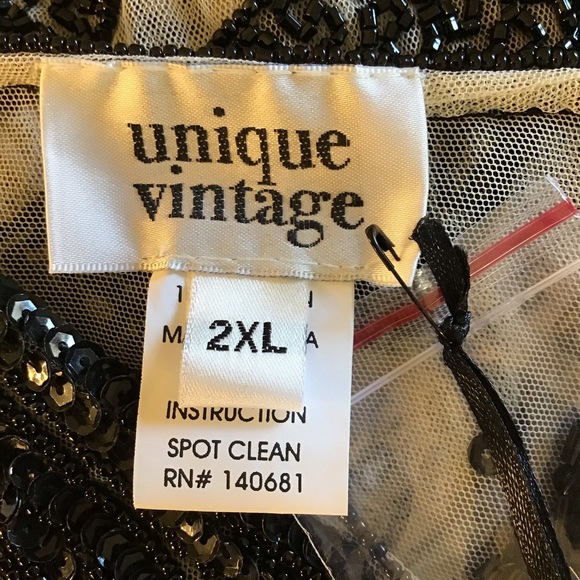 unique
vintage
2XL
INSTRUCTION
SPOT CLEAN
RN# 140681